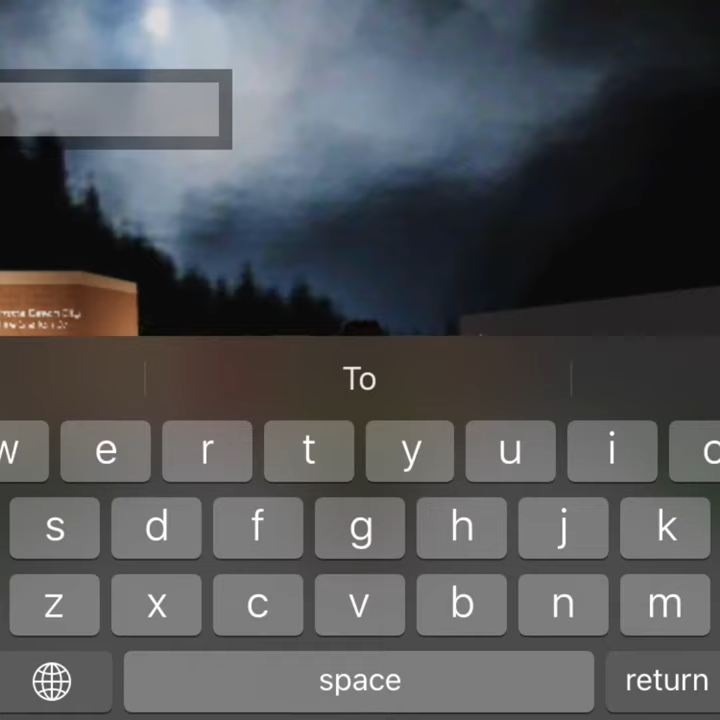 To
w e r t y u i
s d f g h j k
z x c v b n m
space return